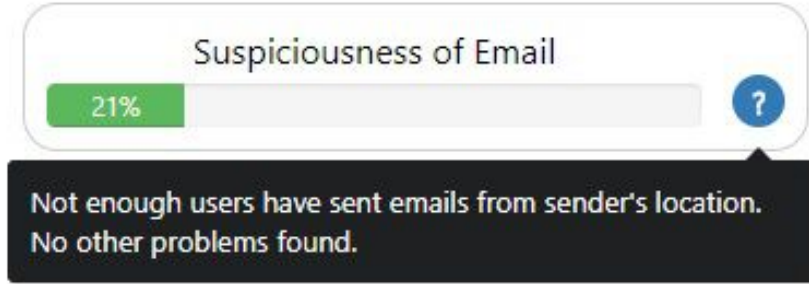 Suspiciousness of Email
21%
?
Not enough users have sent emails from sender's location.
No other problems found.